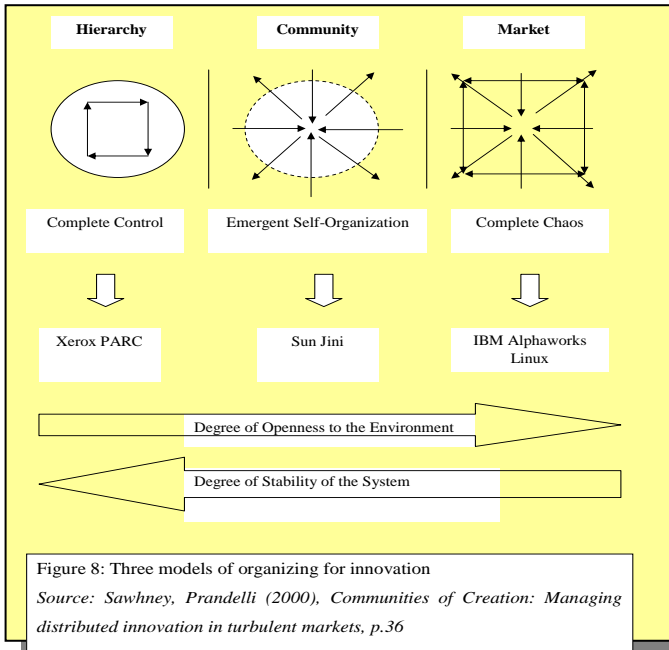 Hierarchy
Community
Market
Complete Control
Emergent Self-Organization
Complete Chaos
Xerox PARC
Sun Jini
IBM Alphaworks
Linux
Degree of Openness to the Environment
Degree of Stability of the System
Figure 8: Three models of organizing for innovation
Source: Sawhney, Prandelli (2000), Communities of Creation: Managing
distributed innovation in turbulent markets, p.36